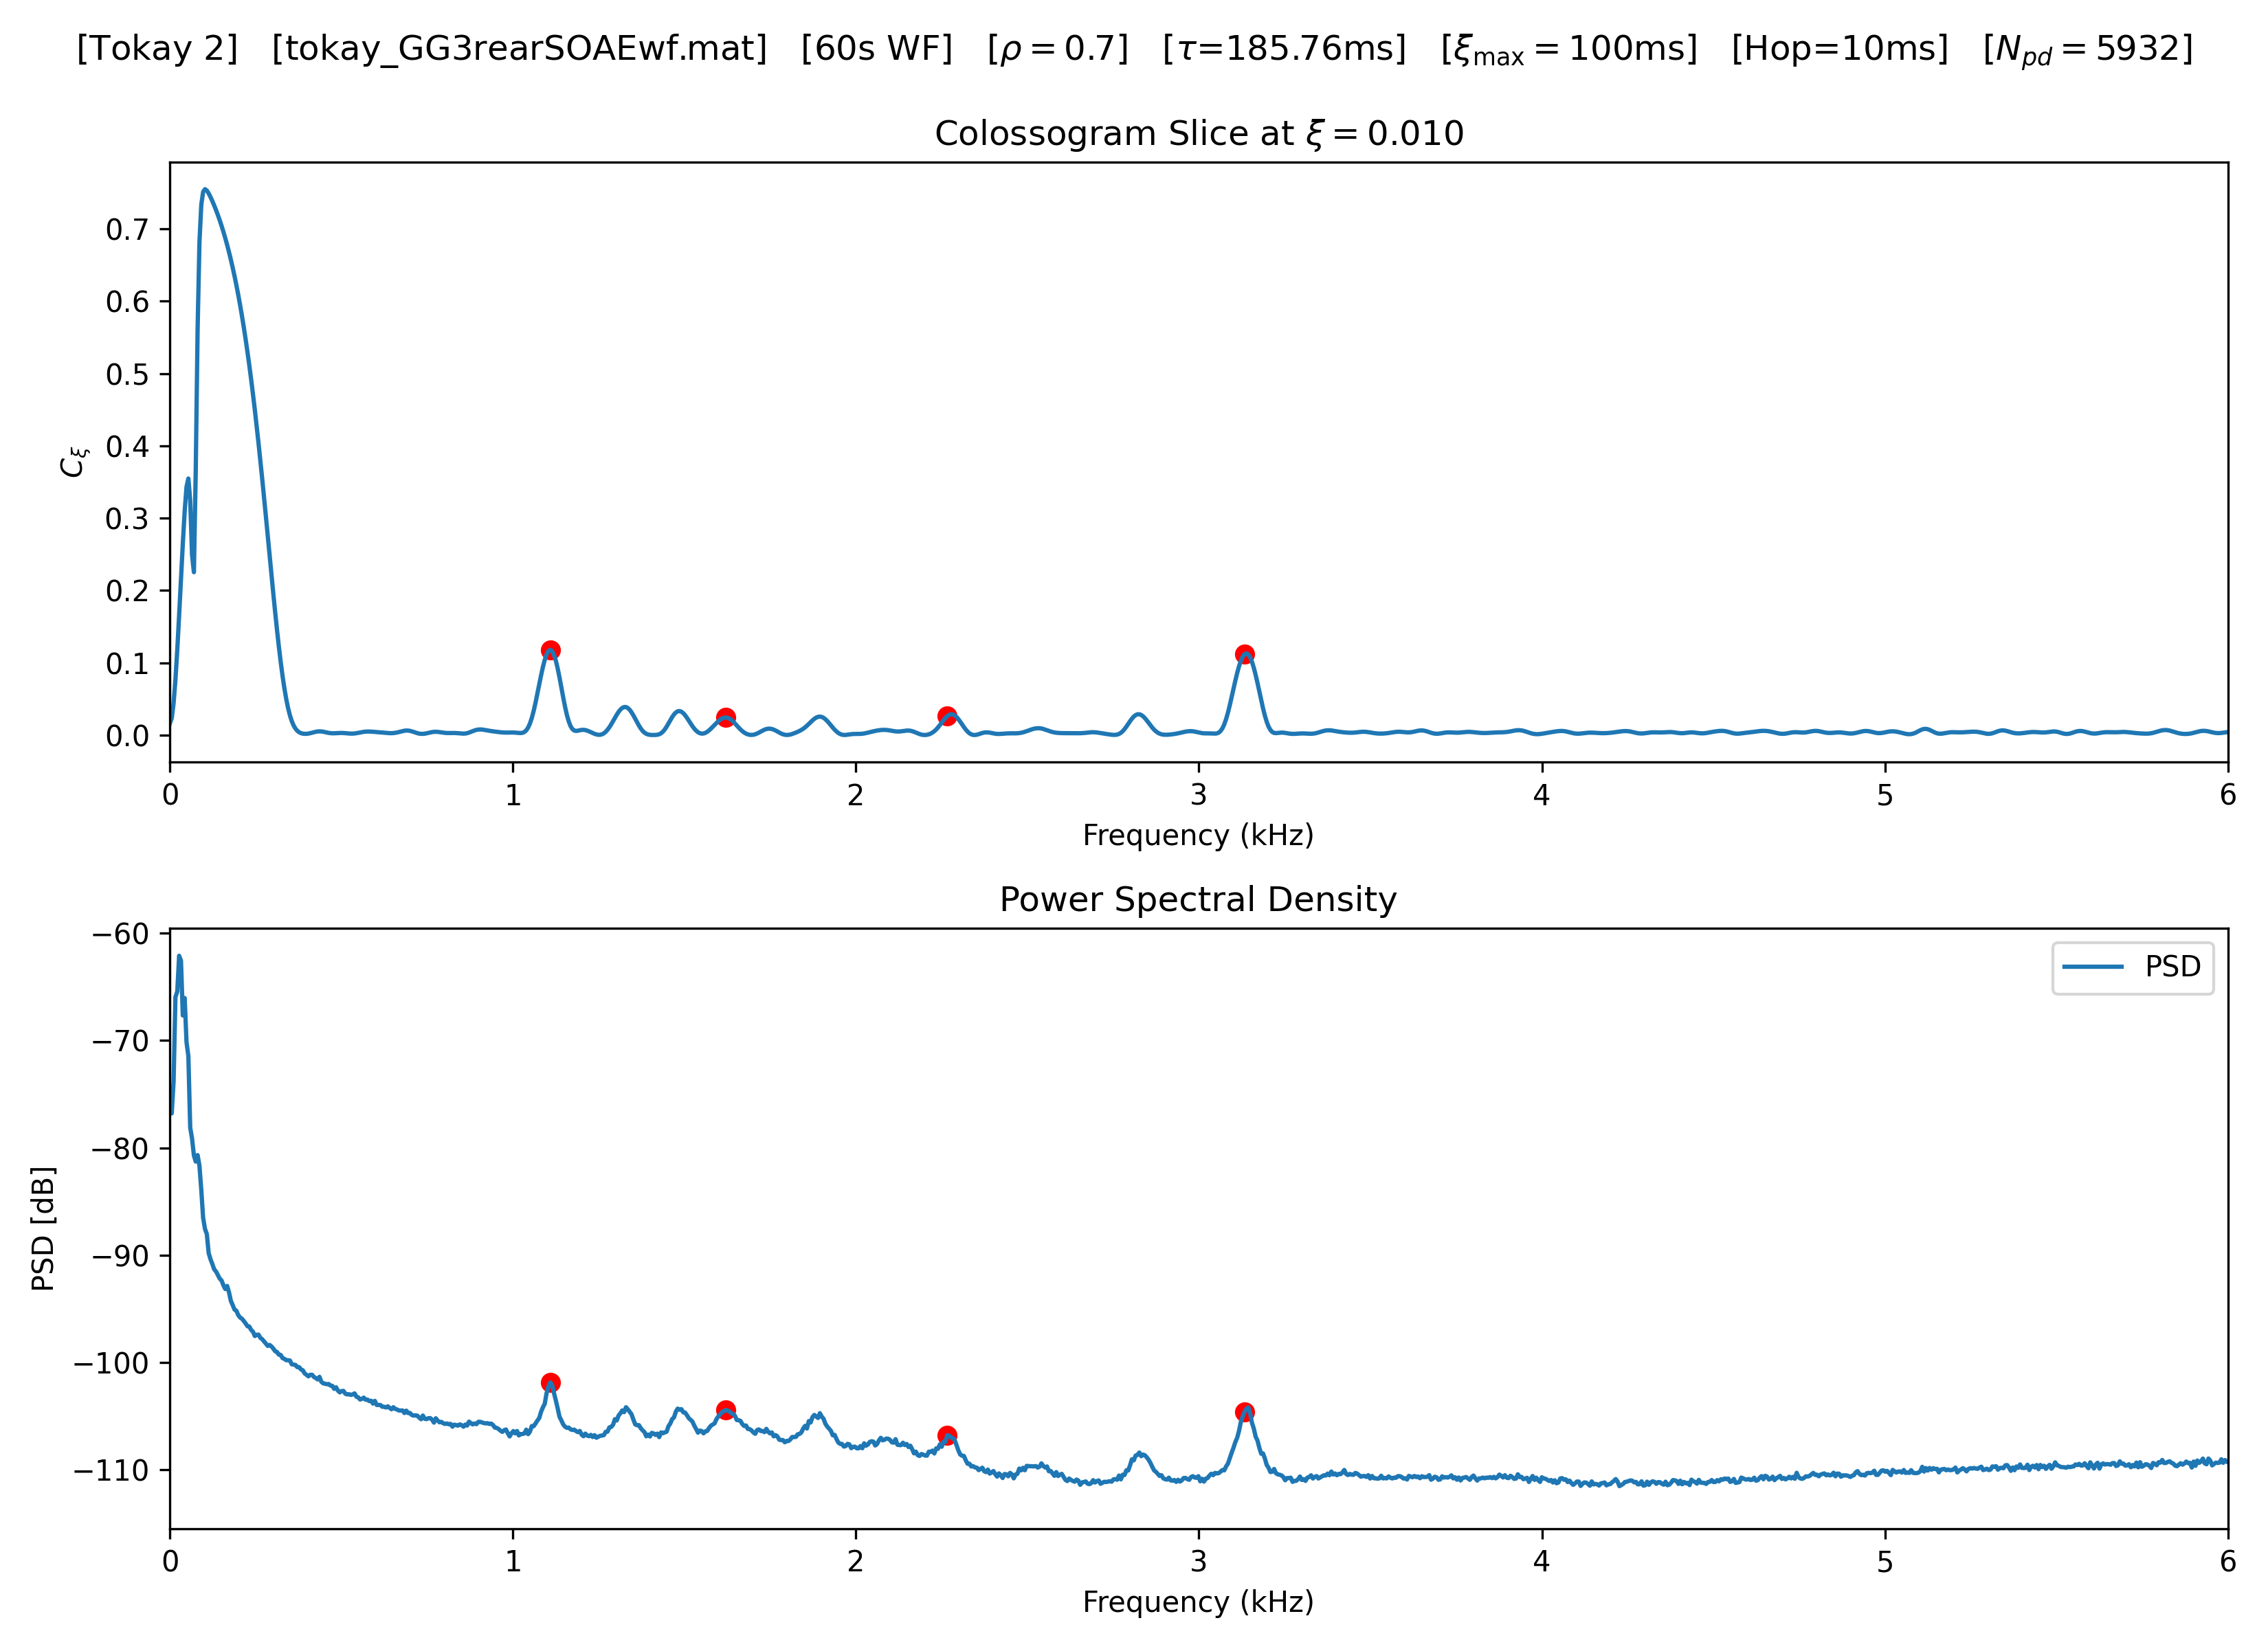 [Tokay 2]   [tokay_GG3rearSOAEwf.mat]   [60s WF]   [ρ = 0.7]   [τ=185.76ms]   [ξmax = 100ms]   [Hop=10ms]   [Npd = 5932]
Colossogram Slice at ξ = 0.010
0.7
0.6
0.5
0.4
0.3
0.2
0.1
0.0
Cξ
0 1 2 3 4 5 6
Frequency (kHz)
Power Spectral Density
−60
−70
−80
−90
−100
−110
PSD [dB]
PSD
0 1 2 3 4 5 6
Frequency (kHz)